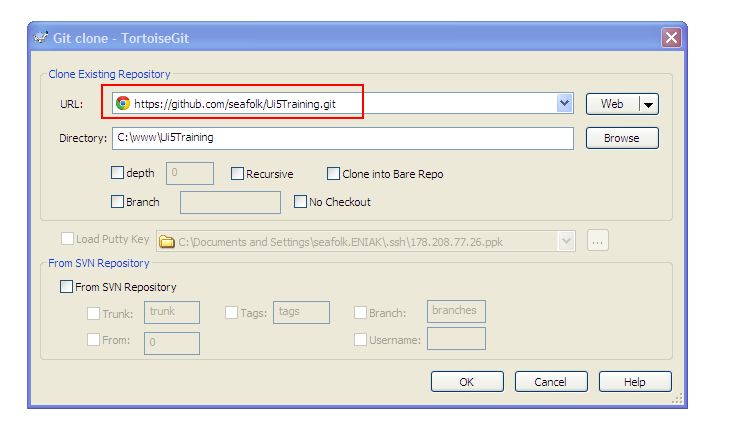 Git clone - TortoiseGit
Clone Existing Repository
URL: https://github.com/seafolk/Ui5Training.git Web
Directory: C:\www\Ui5Training Browse
depth 0 Recursive Clone into Bare Repo
Branch No Checkout
Load Putty Key C:\Documents and Settings\seafolk.ENIAK\.ssh\178.208.77.26.ppk ...
From SVN Repository
From SVN Repository
Trunk: trunk Tags: tags Branch: branches
From: 0 Username:
OK Cancel Help